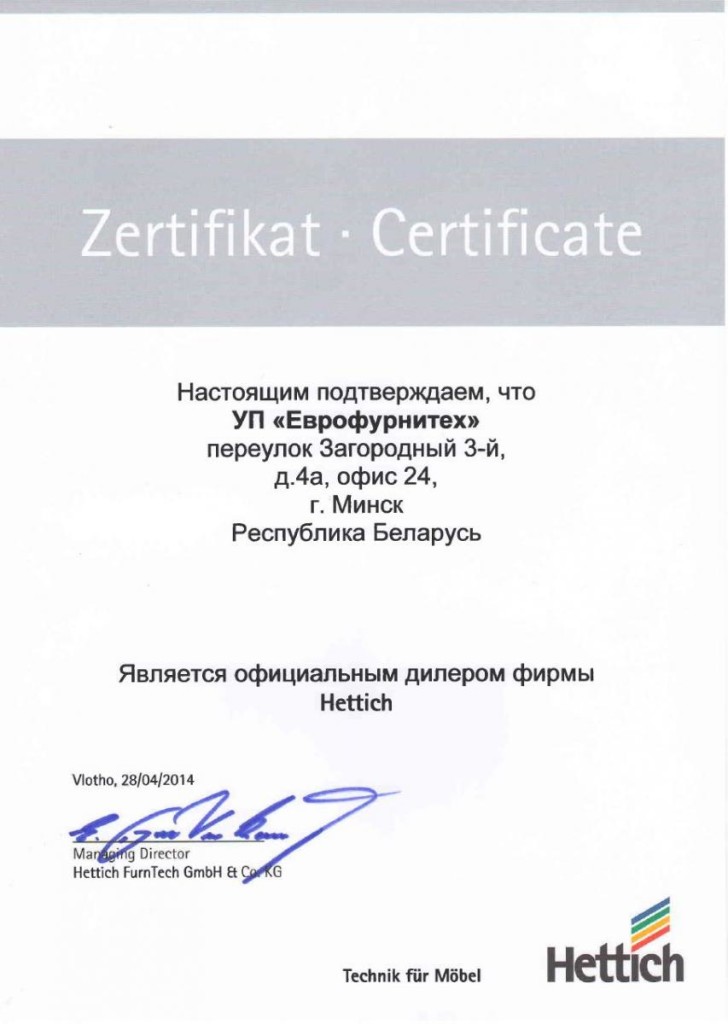 Zertifikat · Certificate
Настоящим подтверждаем, что
УП «Еврофурнитех»
переулок Загородный 3-й,
д.4а, офис 24,
г. Минск
Республика Беларусь
Является официальным дилером фирмы
Hettich
Vlotho, 28/04/2014
Managing Director
Hettich FurnTech GmbH & Co. KG
Technik für Möbel
Hettich